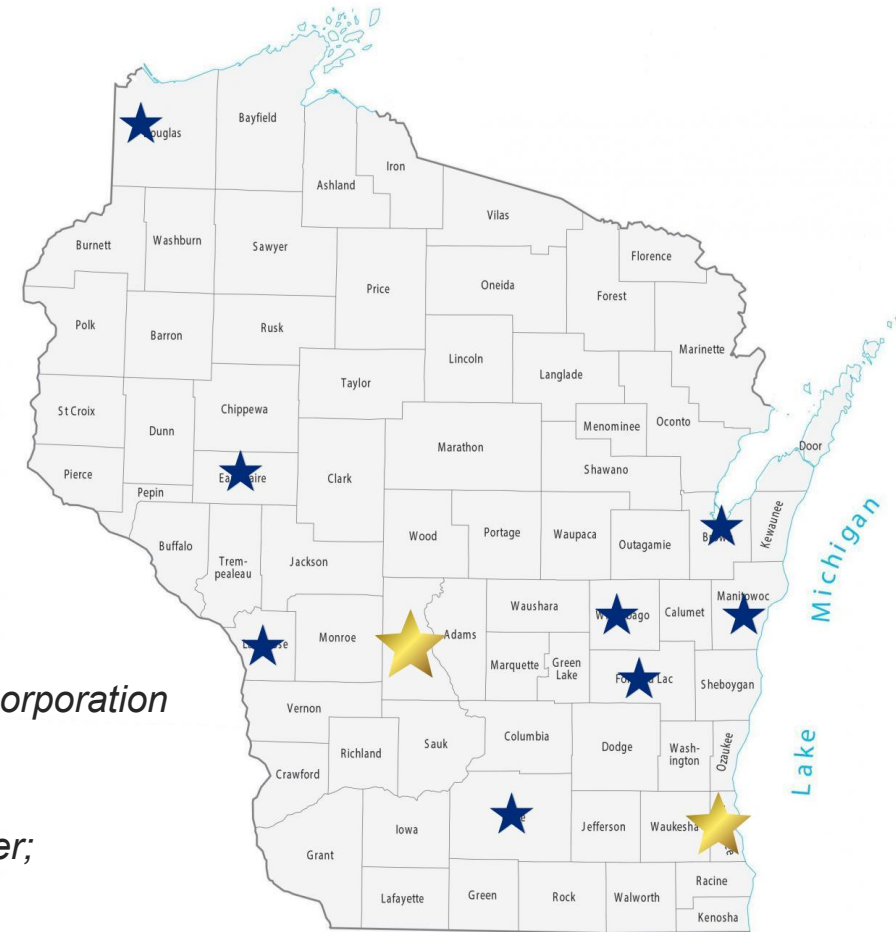 Douglas
Bayfield
Iron
Ashland
Vilas
Burnett
Washburn
Sawyer
Florence
Price
Oneida
Forest
Polk
Barron
Rusk
Marinette
Lincoln
Langlade
Taylor
St Croix
Chippewa
Oconto
Dunn
Menominee
Marathon
Door
Shawano
Pierce
Clark
Pepin
Wood
Portage
Waupaca
Outagamie
Kewaunee
Buffalo
Trem-
pealeau
Jackson
Michigan
Manitowoc
Waushara
Calumet
Monroe
Adams
Marquette
Green
Lake
Sheboygan
orporation
Vernon
Columbia
Dodge
Wash-
ington
Ozaukee
Sauk
Richland
Crawford
Lake
Iowa
Jefferson
Waukesha
er;
Grant
Racine
Lafayette
Green
Rock
Walworth
Kenosha